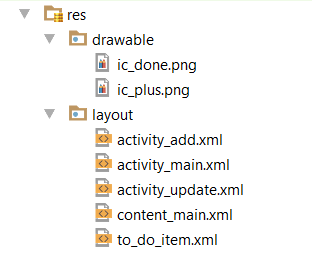 res
drawable
ic_done.png
ic_plus.png
layout
activity_add.xml
activity_main.xml
activity_update.xml
content_main.xml
to_do_item.xml